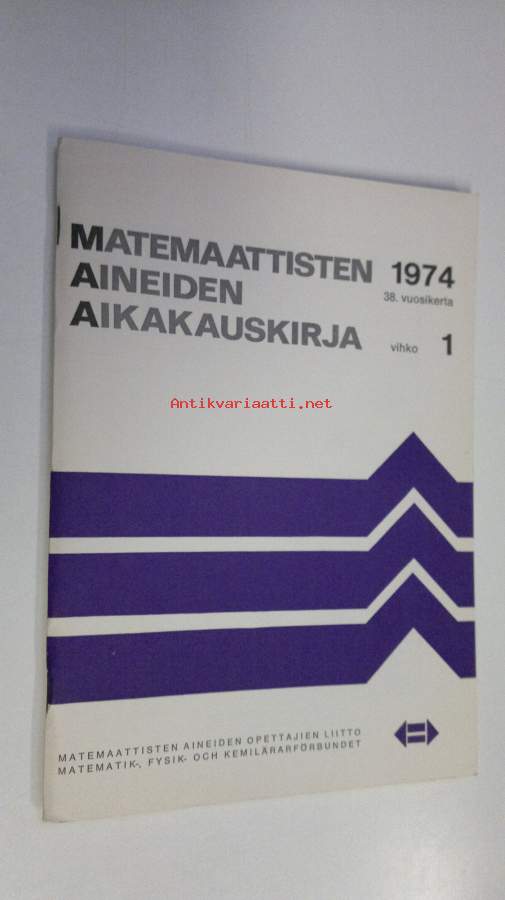 MATEMAATTISTEN 1974
38. vuosikerta
AINEIDEN
AIKAKAUSKIRJA vihko 1
Antikvariaatti.net
MATEMAATTISTEN AINEIDEN OPETTAJIEN LIITTO
MATEMATIK-, FYSIK- OCH KEMILÄRARFÖRBUNDET